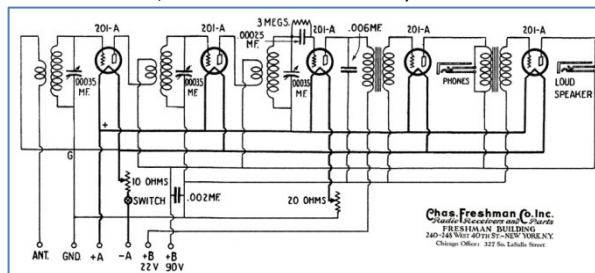 3 MEGS.
.00025
MF.
201-A
201-A
201-A
.006MF.
201-A
201-A
.00035
MF.
.00035
MF.
.00035
MF.
PHONES
LOUD
SPEAKER
+
G
10 OHMS
SWITCH
.002MF.
20 OHMS
ANT.
GND.
+A
-A
+B
22V
+B
90V
Chas. Freshman Co. Inc.
Radio Receivers and Parts
FRESHMAN BUILDING
240-248 WEST 40TH ST.-NEW YORK.N.Y.
Chicago Office: 327 So. LaSalle Street